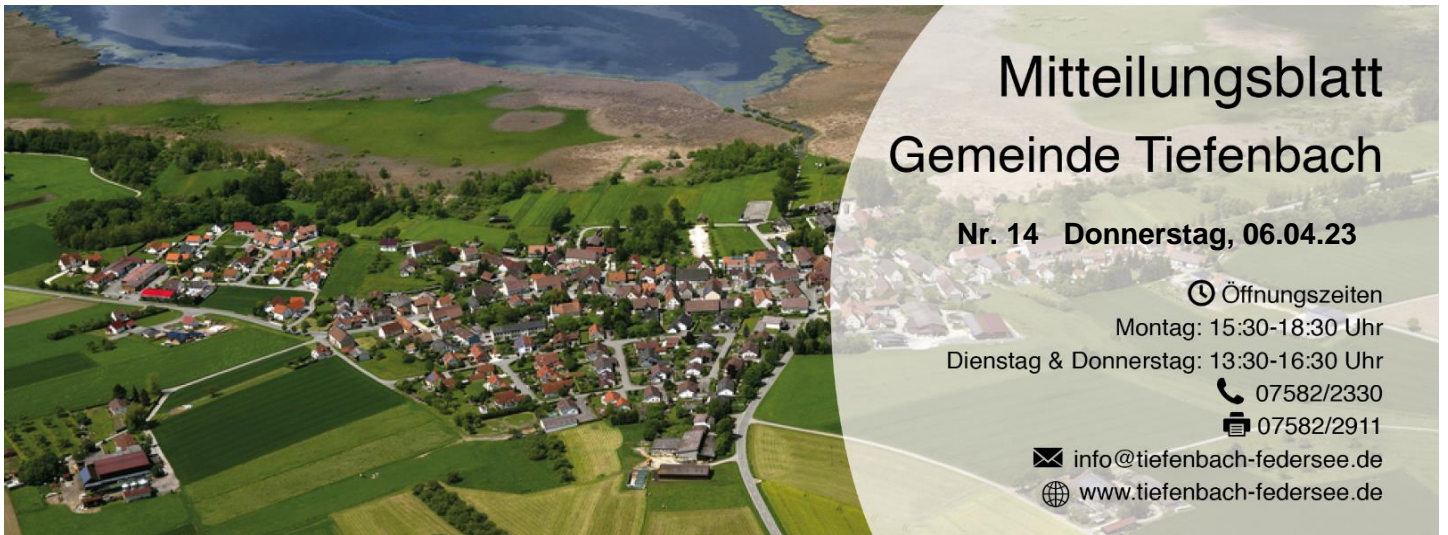 Mitteilungsblatt
Gemeinde Tiefenbach
Nr. 14 Donnerstag, 06.04.23
Öffnungszeiten
Montag: 15:30-18:30 Uhr
Dienstag & Donnerstag: 13:30-16:30 Uhr
07582/2330
07582/2911
info@tiefenbach-federsee.de
www.tiefenbach-federsee.de